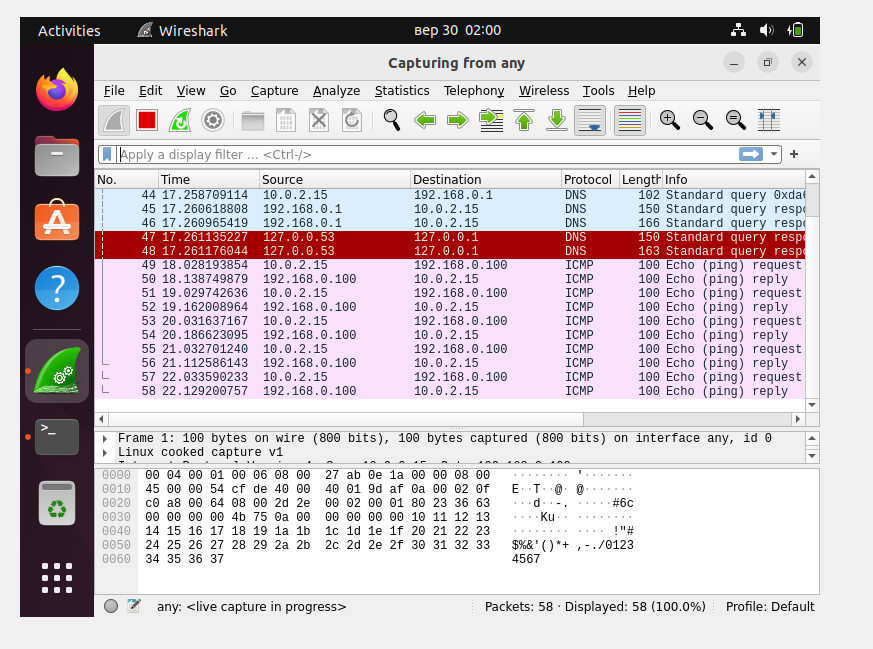 Activities Wireshark вер 30 02:00
Capturing from any
File Edit View Go Capture Analyze Statistics Telephony Wireless Tools Help
Apply a display filter ... <Ctrl-/>
No. Time Source Destination Protocol Length Info
44 17.258709114 10.0.2.15 192.168.0.1 DNS 102 Standard query 0xda6
45 17.260618808 192.168.0.1 10.0.2.15 DNS 150 Standard query respo
46 17.260965419 192.168.0.1 10.0.2.15 DNS 166 Standard query respo
47 17.261135227 127.0.0.53 127.0.0.1 DNS 150 Standard query respo
48 17.261176044 127.0.0.53 127.0.0.1 DNS 163 Standard query respo
49 18.028193854 10.0.2.15 192.168.0.100 ICMP 100 Echo (ping) request
50 18.138749879 192.168.0.100 10.0.2.15 ICMP 100 Echo (ping) reply
51 19.029742636 10.0.2.15 192.168.0.100 ICMP 100 Echo (ping) request
52 19.162008964 192.168.0.100 10.0.2.15 ICMP 100 Echo (ping) reply
53 20.031637167 10.0.2.15 192.168.0.100 ICMP 100 Echo (ping) request
54 20.186623095 192.168.0.100 10.0.2.15 ICMP 100 Echo (ping) reply
55 21.032701240 10.0.2.15 192.168.0.100 ICMP 100 Echo (ping) request
56 21.112586143 192.168.0.100 10.0.2.15 ICMP 100 Echo (ping) reply
57 22.033590233 10.0.2.15 192.168.0.100 ICMP 100 Echo (ping) request
58 22.129200757 192.168.0.100 10.0.2.15 ICMP 100 Echo (ping) reply
Frame 1: 100 bytes on wire (800 bits), 100 bytes captured (800 bits) on interface any, id 0
Linux cooked capture v1
0000 00 04 00 01 00 06 08 00 27 ab 0e 1a 00 00 08 00 ········ '·······
0010 45 00 00 54 cf de 40 00 40 01 9d af 0a 00 02 0f E··T··@· @·······
0020 c0 a8 00 64 08 00 2d 2e 00 02 00 01 80 23 36 63 ···d··-. ·····#6c
0030 00 00 00 00 4b 75 0a 00 00 00 00 00 10 11 12 13 ····Ku·· ········
0040 14 15 16 17 18 19 1a 1b 1c 1d 1e 1f 20 21 22 23 ········ ···· !"#
0050 24 25 26 27 28 29 2a 2b 2c 2d 2e 2f 30 31 32 33 $%&'()*+ ,-./0123
0060 34 35 36 37 4567
any: <live capture in progress> Packets: 58 · Displayed: 58 (100.0%) Profile: Default